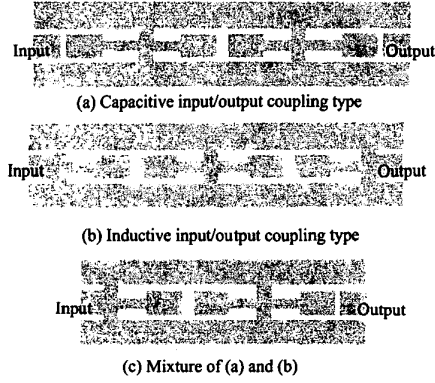 Input Output
(a) Capacitive input/output coupling type
Input Output
(b) Inductive input/output coupling type
Input Output
(c) Mixture of (a) and (b)